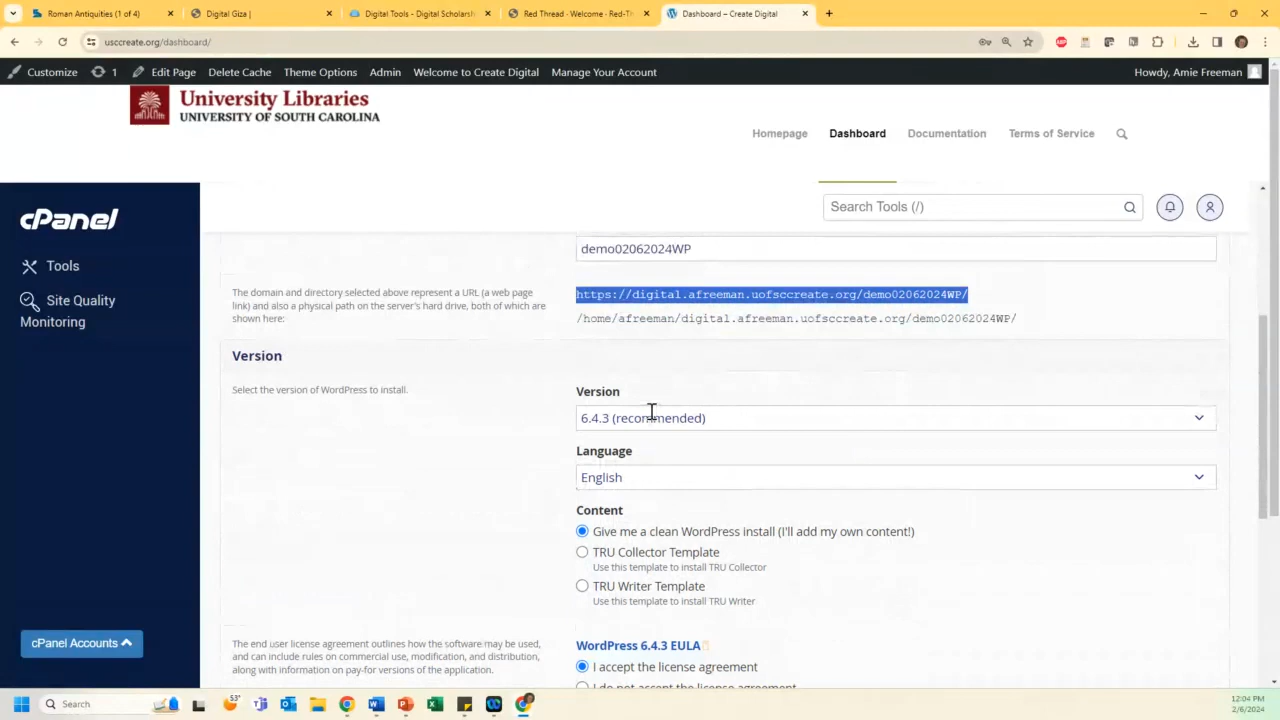 Roman Antiquities (1 of 4)
Digital Giza |
Digital Tools - Digital Scholarsh
Red Thread - Welcome - Red-Th
Dashboard – Create Digital
usccreate.org/dashboard/
Customize
1
Edit Page
Delete Cache
Theme Options
Admin
Welcome to Create Digital
Manage Your Account
Howdy, Amie Freeman
University Libraries
UNIVERSITY OF SOUTH CAROLINA
Homepage
Dashboard
Documentation
Terms of Service
cPanel
Search Tools (/)
Tools
Site Quality
Monitoring
demo02062024WP
The domain and directory selected above represent a URL (a web page
link) and also a physical path on the server's hard drive, both of which are
shown here:
https://digital.afreeman.uofsccreate.org/demo02062024WP/
/home/afreeman/digital.afreeman.uofsccreate.org/demo02062024WP/
Version
Select the version of WordPress to install.
Version
6.4.3 (recommended)
Language
English
Content
Give me a clean WordPress install (I'll add my own content!)
TRU Collector Template
Use this template to install TRU Collector
TRU Writer Template
Use this template to install TRU Writer
cPanel Accounts
The end user license agreement outlines how the software may be used,
and can include rules on commercial use, modification, and distribution,
along with information on pay-for versions of the application.
WordPress 6.4.3 EULA
I accept the license agreement
I do not accept the license agreement
Search
53°
12:04 PM
2/6/2024